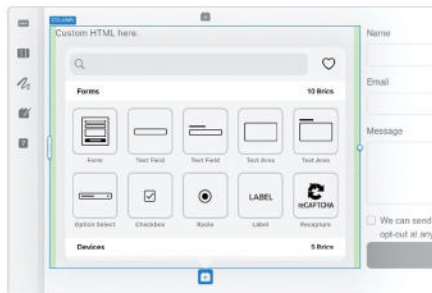 COLUMN
Custom HTML here.
Name
Forms
10 Brics
Email
Form
Text Field
Text Field
Text Area
Text Area
Message
LABEL
reCAPTCHA
Option Select
Checkbox
Radio
Label
Recaptcha
We can send
opt-out at any
Devices
5 Brics